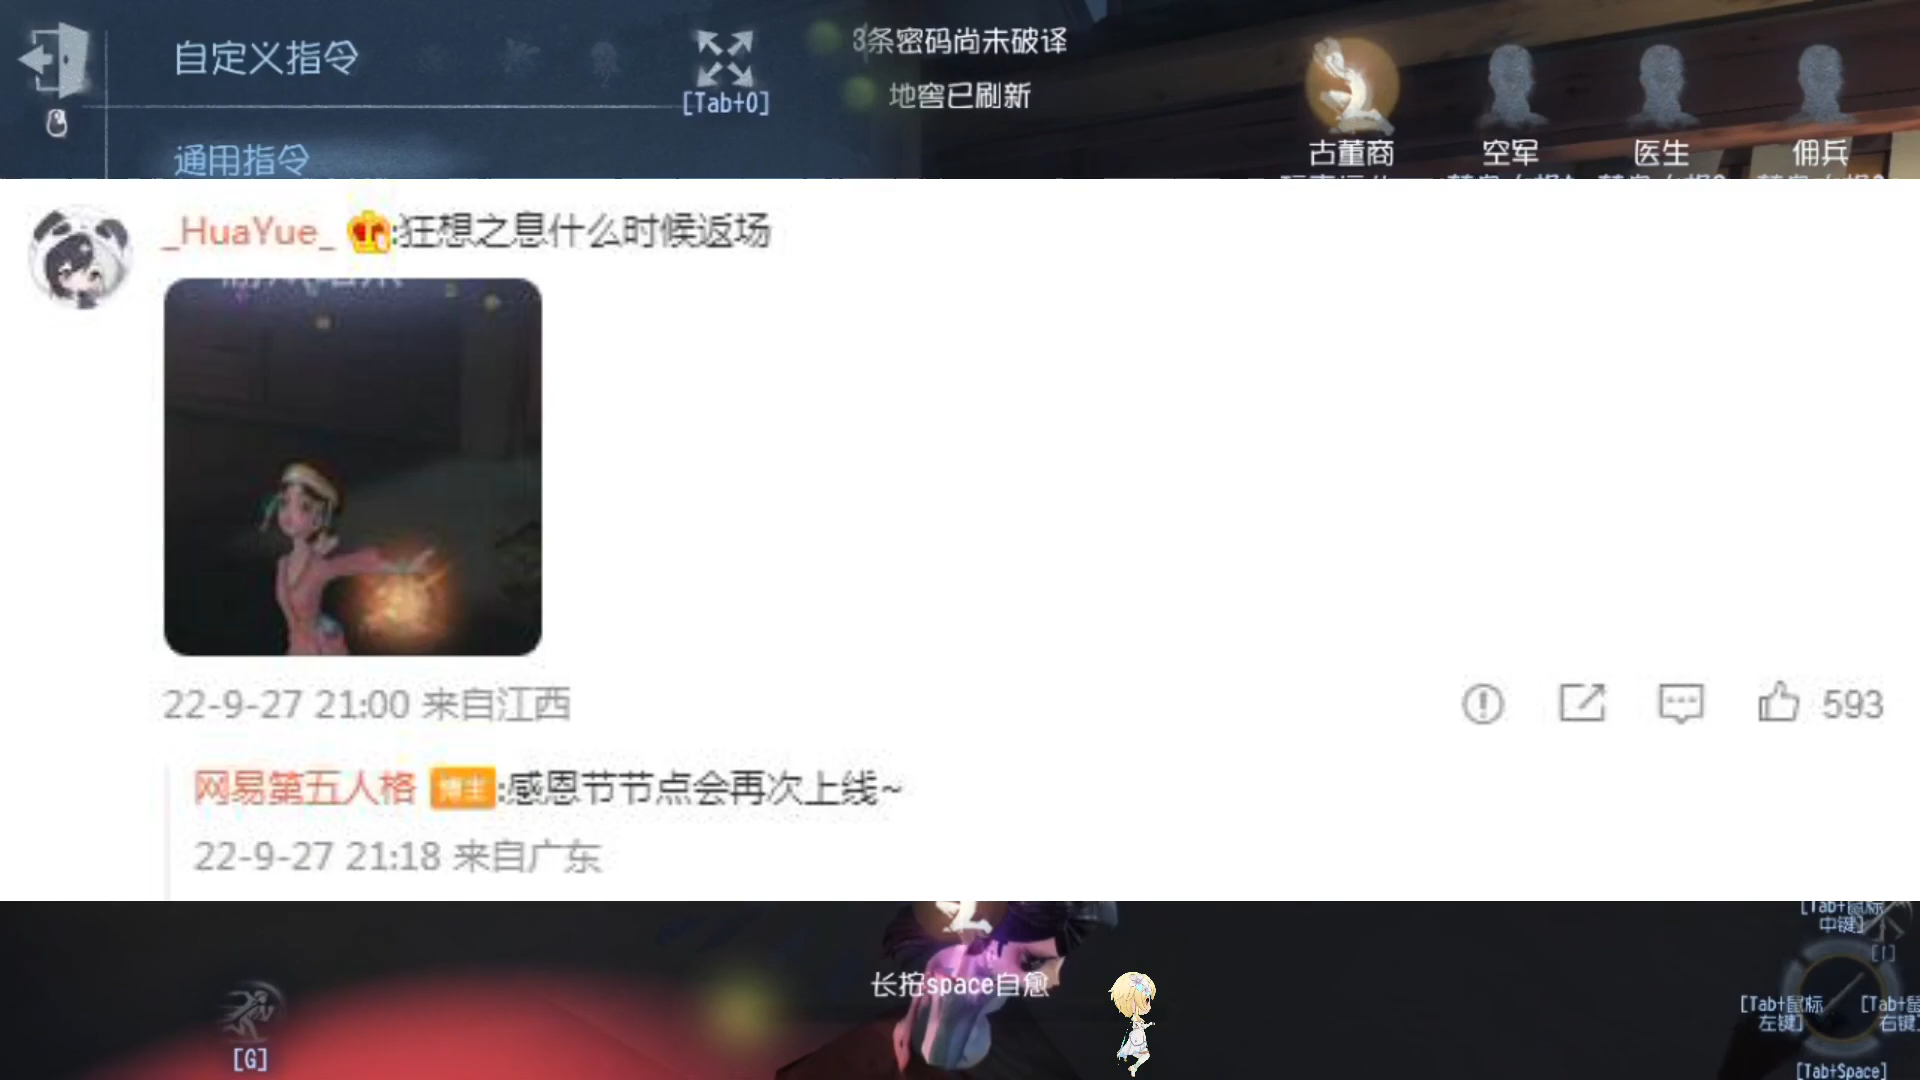 自定义指令
[Tab+0]
3条密码尚未破译
地窖已刷新
古董商
空军
医生
佣兵
通用指令
_HuaYue_ :狂想之息什么时候返场
22-9-27 21:00 来自江西
593
网易第五人格 博主:感恩节节点会再次上线~
22-9-27 21:18 来自广东
[Tab+鼠标
中键]
长按space自愈
[G]
[Tab+鼠标
左键]
[Tab+鼠
右键]
[Tab+Space]